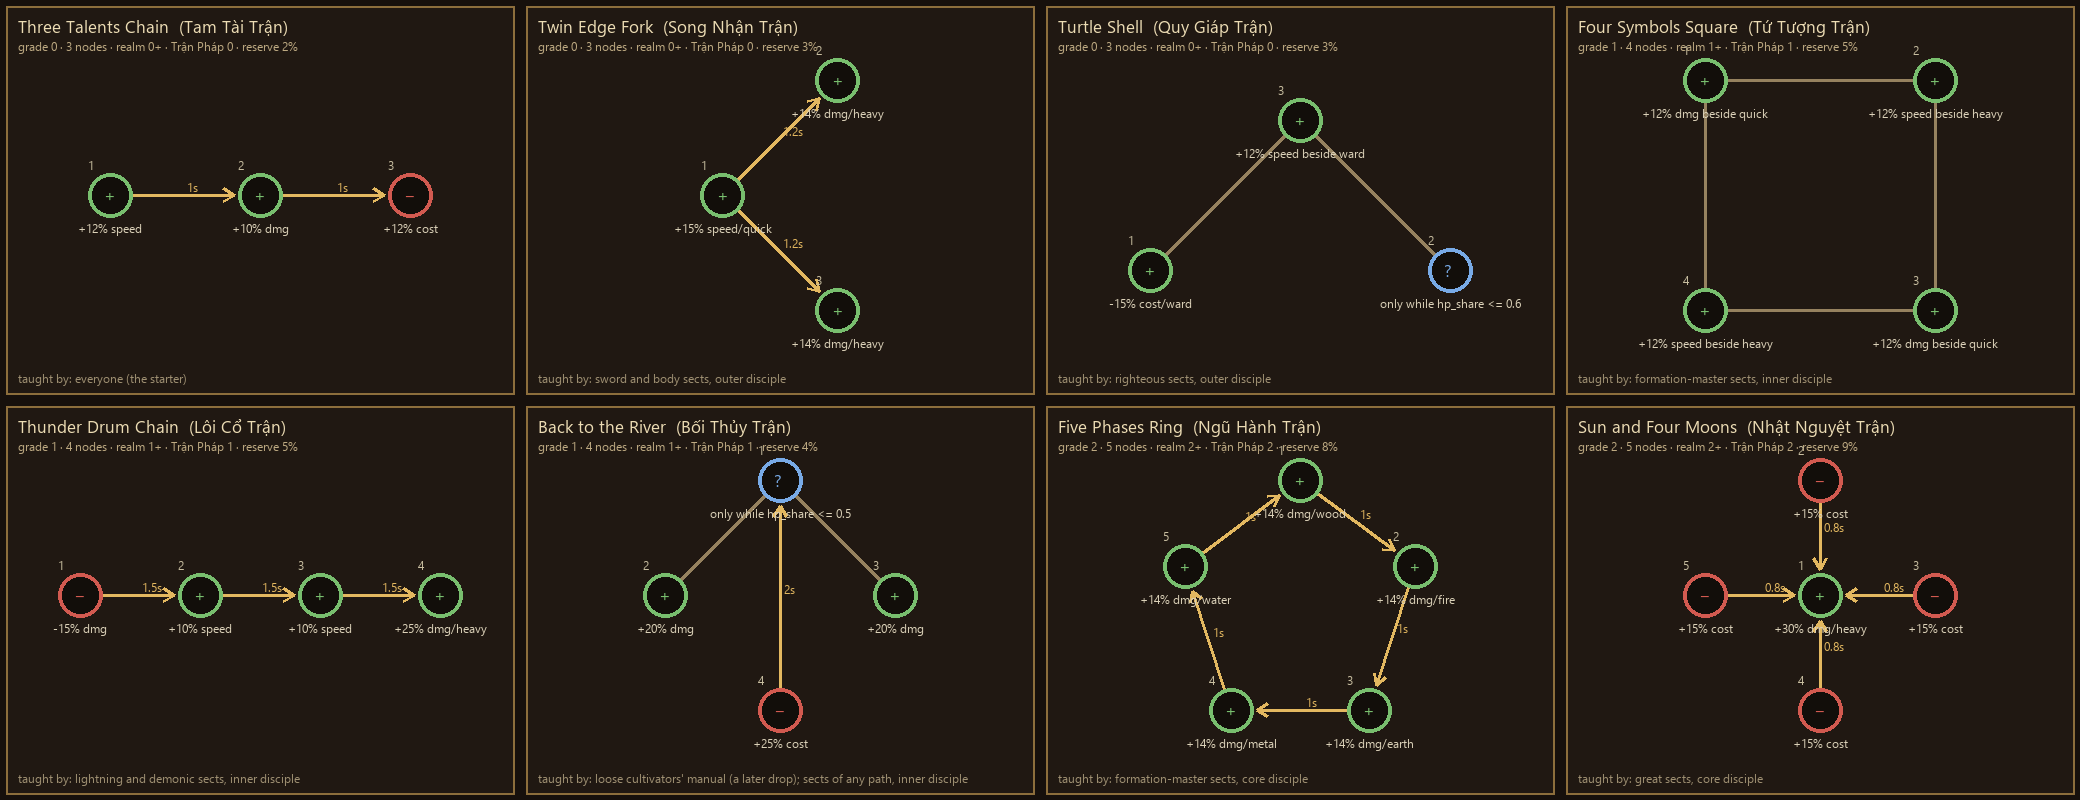 Three Talents Chain (Tam Tài Trận)
grade 0 · 3 nodes · realm 0+ · Trận Pháp 0 · reserve 2%
1
2
3
+
1s
+
1s
−
+12% speed
+10% dmg
+12% cost
taught by: everyone (the starter)
Twin Edge Fork (Song Nhận Trận)
grade 0 · 3 nodes · realm 0+ · Trận Pháp 0 · reserve 3%
2
+
+14% dmg/heavy
1.2s
1
+
+15% speed/quick
1.2s
3
+
+14% dmg/heavy
taught by: sword and body sects, outer disciple
Turtle Shell (Quy Giáp Trận)
grade 0 · 3 nodes · realm 0+ · Trận Pháp 0 · reserve 3%
3
+
+12% speed beside ward
1
2
+
?
-15% cost/ward
only while hp_share <= 0.6
taught by: righteous sects, outer disciple
Four Symbols Square (Tứ Tượng Trận)
grade 1 · 4 nodes · realm 1+ · Trận Pháp 1 · reserve 5%
1
2
+
+
+12% dmg beside quick
+12% speed beside heavy
4
3
+
+
+12% speed beside heavy
+12% dmg beside quick
taught by: formation-master sects, inner disciple
Thunder Drum Chain (Lôi Cổ Trận)
grade 1 · 4 nodes · realm 1+ · Trận Pháp 1 · reserve 5%
1
2
3
4
−
1.5s
+
1.5s
+
1.5s
+
-15% dmg
+10% speed
+10% speed
+25% dmg/heavy
taught by: lightning and demonic sects, inner disciple
Back to the River (Bối Thủy Trận)
grade 1 · 4 nodes · realm 1+ · Trận Pháp 1 · reserve 4%
1
?
only while hp_share <= 0.5
2
3
+
2s
+
+20% dmg
+20% dmg
4
−
+25% cost
taught by: loose cultivators' manual (a later drop); sects of any path, inner disciple
Five Phases Ring (Ngũ Hành Trận)
grade 2 · 5 nodes · realm 2+ · Trận Pháp 2 · reserve 8%
1
+
+14% dmg/wood
1s
1s
5
2
+
+
+14% dmg/water
+14% dmg/fire
1s
1s
4
3
+
1s
+
+14% dmg/metal
+14% dmg/earth
taught by: formation-master sects, core disciple
Sun and Four Moons (Nhật Nguyệt Trận)
grade 2 · 5 nodes · realm 2+ · Trận Pháp 2 · reserve 9%
2
−
+15% cost
0.8s
5
1
3
−
0.8s
+
0.8s
−
+15% cost
+30% dmg/heavy
+15% cost
0.8s
4
−
+15% cost
taught by: great sects, core disciple